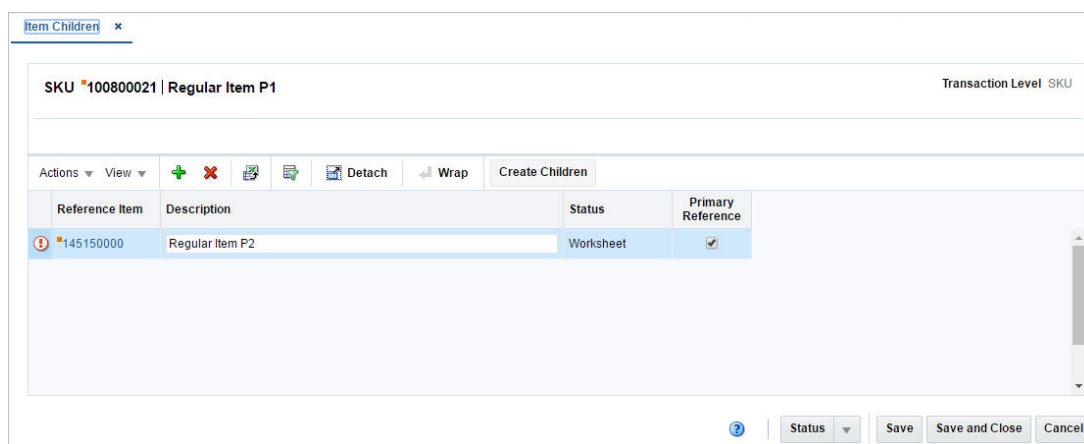 Item Children
SKU 100800021 | Regular Item P1 Transaction Level SKU
Actions View Detach Wrap Create Children
Reference Item Description Status Primary Reference
145150000 Regular Item P2 Worksheet
Status Save Save and Close Cancel